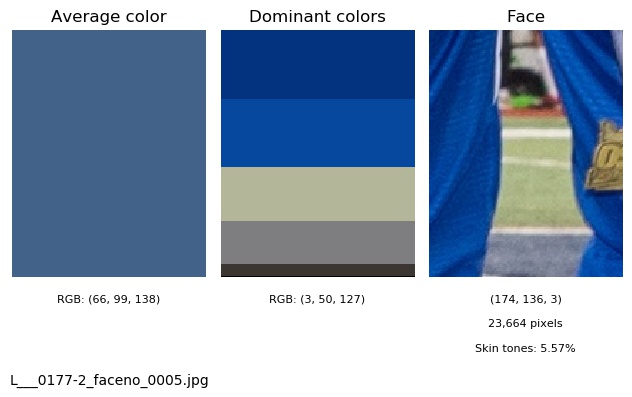 Average color
Dominant colors
Face
RGB: (66, 99, 138)
RGB: (3, 50, 127)
(174, 136, 3)
23,664 pixels
Skin tones: 5.57%
L___0177-2_faceno_0005.jpg